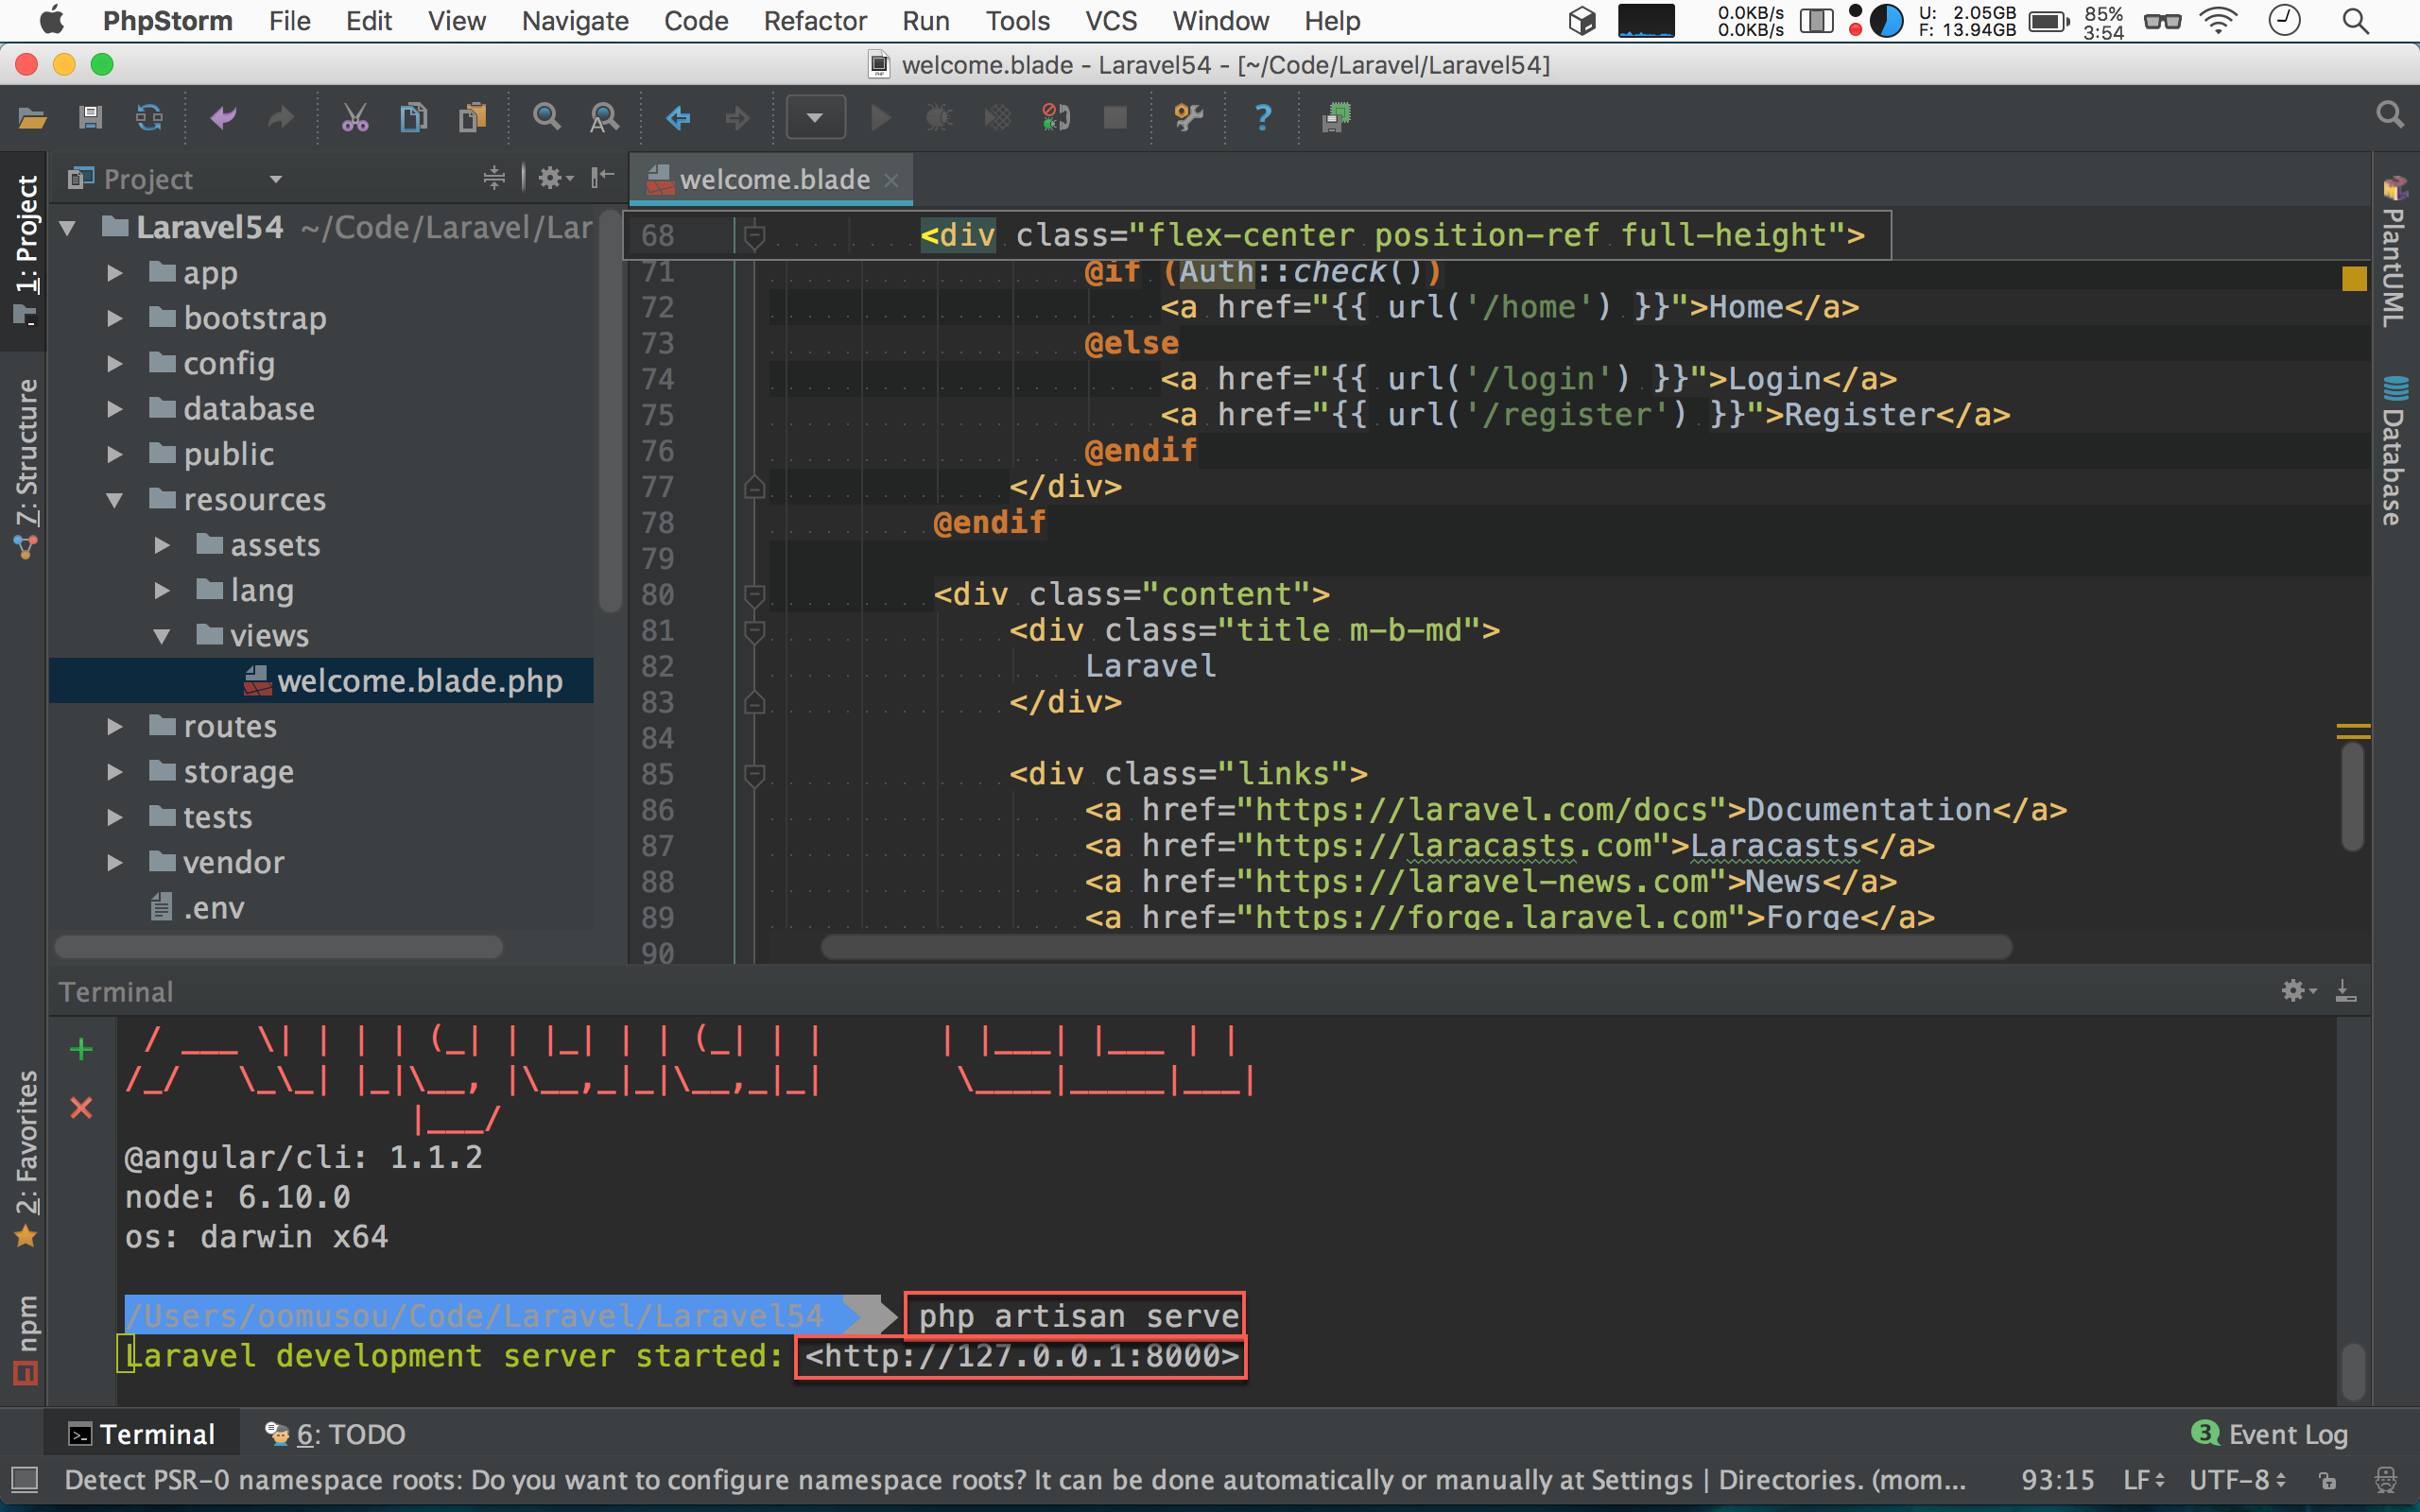 PhpStorm File Edit View Navigate Code Refactor Run Tools VCS Window Help
0.0KB/s
0.0KB/s
U: 2.05GB
F: 13.94GB
85%
3:54
welcome.blade - Laravel54 - [~/Code/Laravel/Laravel54]
1: Project
7: Structure
2: Favorites
npm
Project
Laravel54 ~/Code/Laravel/Lar
app
bootstrap
config
database
public
resources
assets
lang
views
welcome.blade.php
routes
storage
tests
vendor
.env
welcome.blade
68 <div class="flex-center position-ref full-height">
71 @if (Auth::check())
72 <a href="{{ url('/home') }}">Home</a>
73 @else
74 <a href="{{ url('/login') }}">Login</a>
75 <a href="{{ url('/register') }}">Register</a>
76 @endif
77 </div>
78 @endif
79
80 <div class="content">
81 <div class="title m-b-md">
82 Laravel
83 </div>
84
85 <div class="links">
86 <a href="https://laravel.com/docs">Documentation</a>
87 <a href="https://laracasts.com">Laracasts</a>
88 <a href="https://laravel-news.com">News</a>
89 <a href="https://forge.laravel.com">Forge</a>
90
PlantUML
Database
Terminal
/ ___ \| | | | (_| | |_| | | (_| | |      | |___| |___ | |
/_/   \_\_| |_|\__, |\__,_|_|\__,_|_|       \____|_____|___|
|___/
@angular/cli: 1.1.2
node: 6.10.0
os: darwin x64
/Users/oomusou/Code/Laravel/Laravel54 php artisan serve
Laravel development server started: <http://127.0.0.1:8000>
Terminal 6: TODO 3 Event Log
Detect PSR-0 namespace roots: Do you want to configure namespace roots? It can be done automatically or manually at Settings | Directories. (mom... 93:15 LF UTF-8